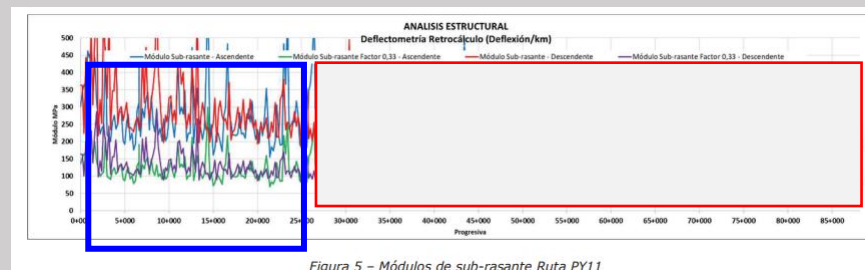 ANALISIS ESTRUCTURAL
Deflectometría Retrocálculo (Deflexión/km)
Módulo Sub-rasante - Ascendente Módulo Sub-rasante Factor 0,33 - Ascendente Módulo Sub-rasante - Descendente Módulo Sub-rasante Factor 0,33 - Descendente
Módulo MPa
500
450
400
350
300
250
200
150
100
50
0
0+000 5+000 10+000 15+000 20+000 25+000 30+000 35+000 40+000 45+000 50+000 55+000 60+000 65+000 70+000 75+000 80+000 85+000
Progresiva
Figura 5 – Módulos de sub-rasante Ruta PY11